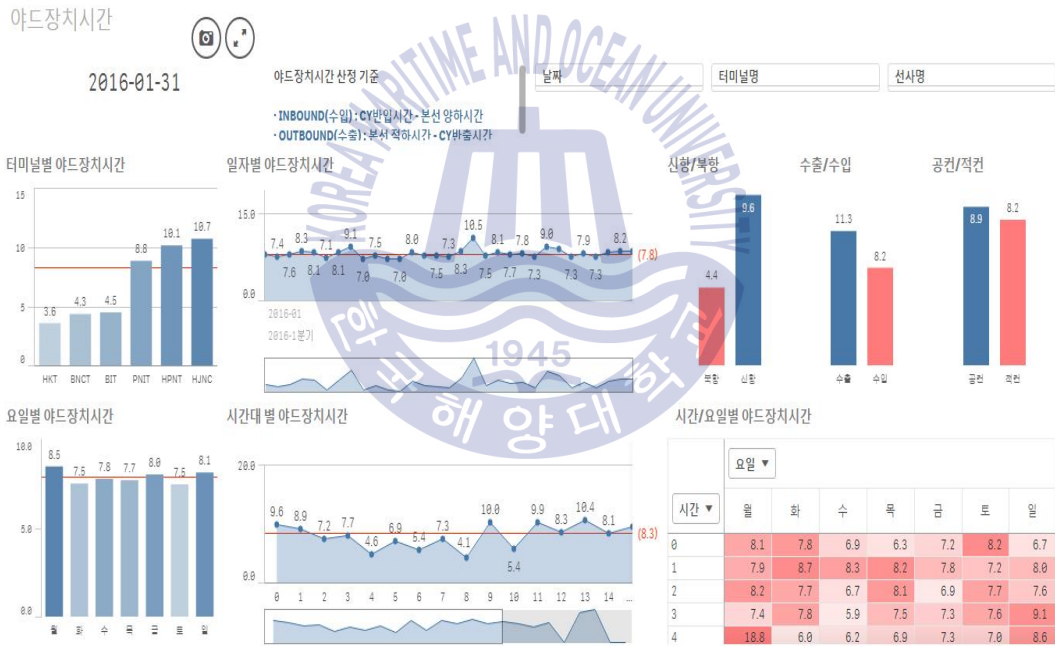 야드장치시간
2016-01-31
야드장치시간 산정 기준
· INBOUND(수입) : CY반입시간 - 본선 양하시간
· OUTBOUND(수출) : 본선 적하시간 - CY반출시간
날짜
터미널명
선사명
터미널별 야드장치시간
15
10
5
0
3.6 4.3 4.5 8.8 10.1 10.7
HKT BNCT BIT PNIT HPNT HJNC
일자별 야드장치시간
15.0
0.0
7.4 8.3 7.1 9.1 7.5 8.0 7.3 10.5 8.1 7.8 9.0 7.9 8.2
7.6 8.1 8.1 7.0 7.0 7.5 8.3 7.5 7.7 7.3 7.3 7.3
(7.8)
2016-01
2016-1분기
신항/북항
4.4 9.6
북항 신항
수출/수입
11.3 8.2
수출 수입
공컨/적컨
8.9 8.2
공컨 적컨
요일별 야드장치시간
10.0
5.0
0.0
8.5 7.5 7.8 7.7 8.0 7.5 8.1
월 화 수 목 금 토 일
시간대 별 야드장치시간
20.0
0.0
9.6 8.9 7.2 7.7 4.6 6.9 5.4 7.3 4.1 10.0 5.4 9.9 8.3 10.4 8.1
(8.3)
0 1 2 3 4 5 6 7 8 9 10 11 12 13 14 ...
시간/요일별 야드장치시간
요일 ▼
시간 ▼ 월 화 수 목 금 토 일
0 8.1 7.8 6.9 6.3 7.2 8.2 6.7
1 7.9 8.7 8.3 8.2 7.8 7.2 8.0
2 8.2 7.7 6.7 8.1 6.9 7.7 7.6
3 7.4 7.8 5.9 7.5 7.3 7.6 9.1
4 18.8 6.0 6.2 6.9 7.3 7.0 8.6
KOREA MARITIME AND OCEAN UNIVERSITY
1945
한국해양대학교